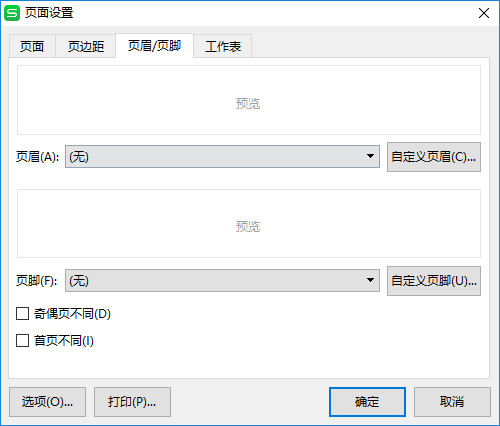 页面设置
页面 页边距 页眉/页脚 工作表
预览
页眉(A): (无) 自定义页眉(C)...
预览
页脚(F): (无) 自定义页脚(U)...
奇偶页不同(D)
首页不同(I)
选项(O)... 打印(P)... 确定 取消